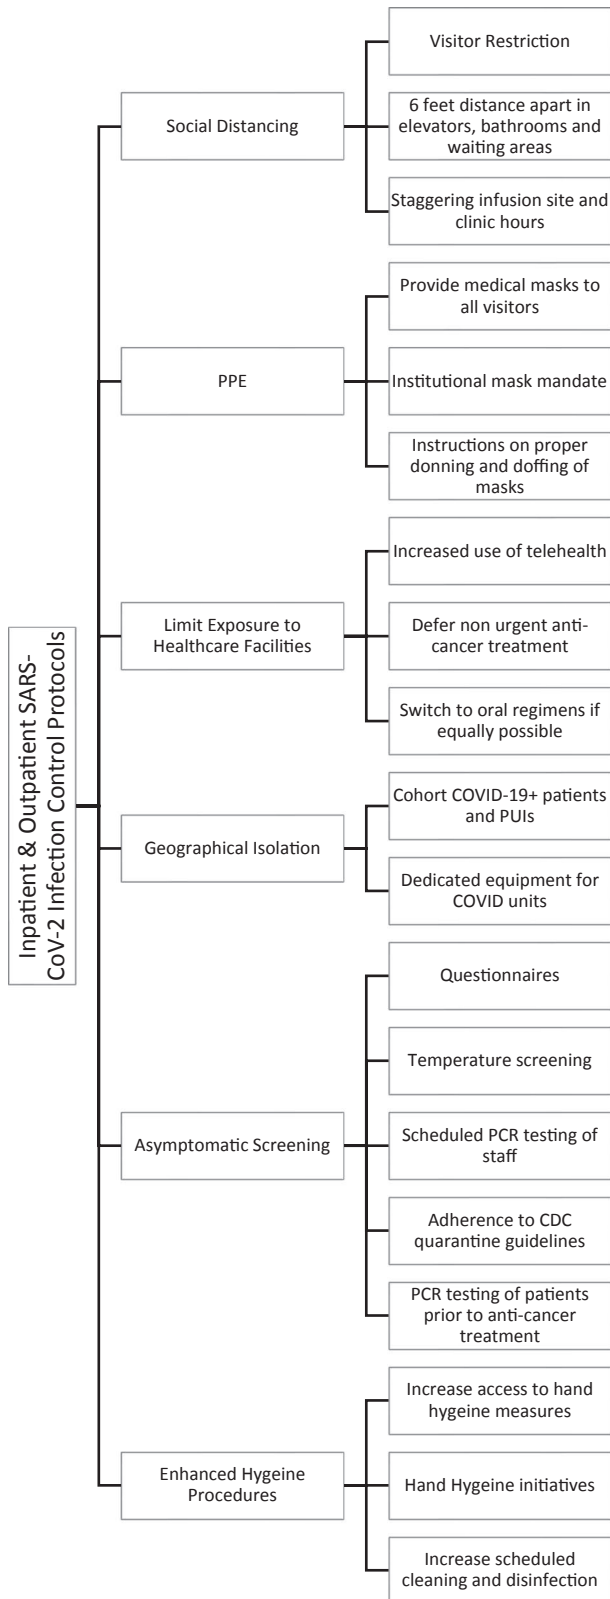 Inpatient & Outpatient SARS-
CoV-2 Infection Control Protocols
Social Distancing
Visitor Restriction
6 feet distance apart in
elevators, bathrooms and
waiting areas
Staggering infusion site and
clinic hours
PPE
Provide medical masks to
all visitors
Institutional mask mandate
Instructions on proper
donning and doffing of
masks
Limit Exposure to
Healthcare Facilities
Increased use of telehealth
Defer non urgent anti-
cancer treatment
Switch to oral regimens if
equally possible
Geographical Isolation
Cohort COVID-19+ patients
and PUIs
Dedicated equipment for
COVID units
Asymptomatic Screening
Questionnaires
Temperature screening
Scheduled PCR testing of
staff
Adherence to CDC
quarantine guidelines
PCR testing of patients
prior to anti-cancer
treatment
Enhanced Hygeine
Procedures
Increase access to hand
hygeine measures
Hand Hygeine initiatives
Increase scheduled
cleaning and disinfection